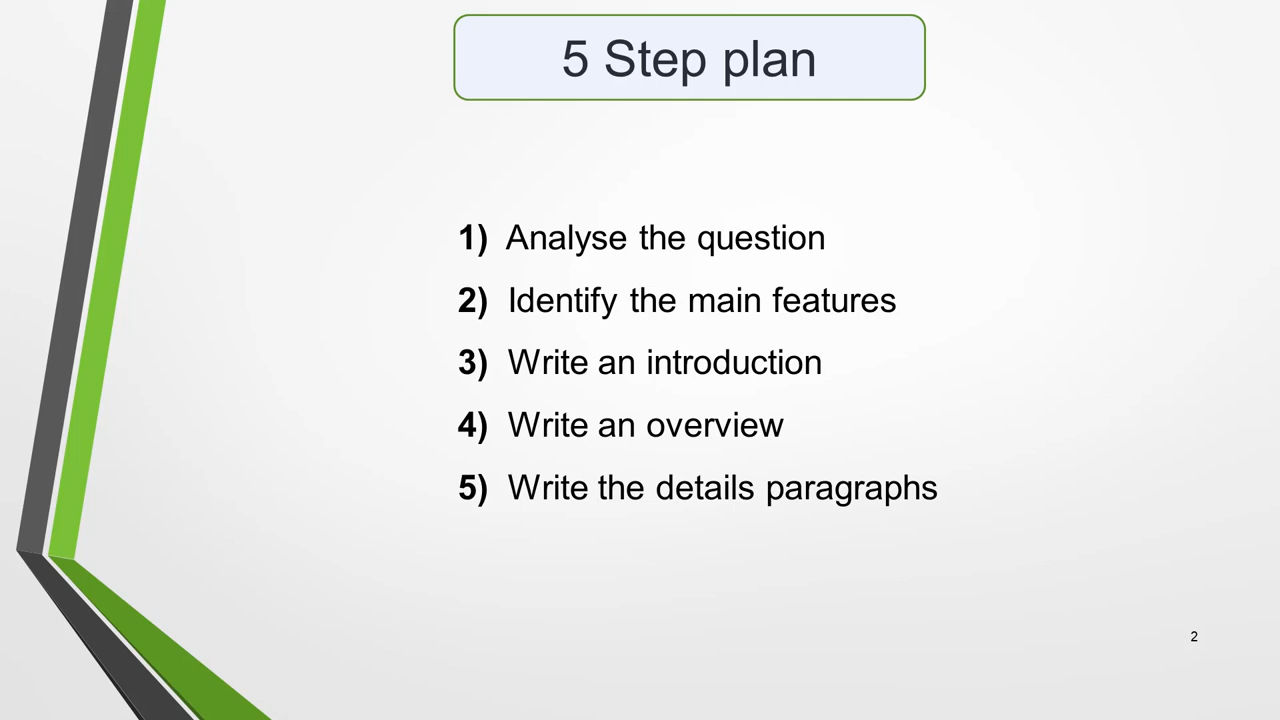 5 Step plan
1) Analyse the question
2) Identify the main features
3) Write an introduction
4) Write an overview
5) Write the details paragraphs
2